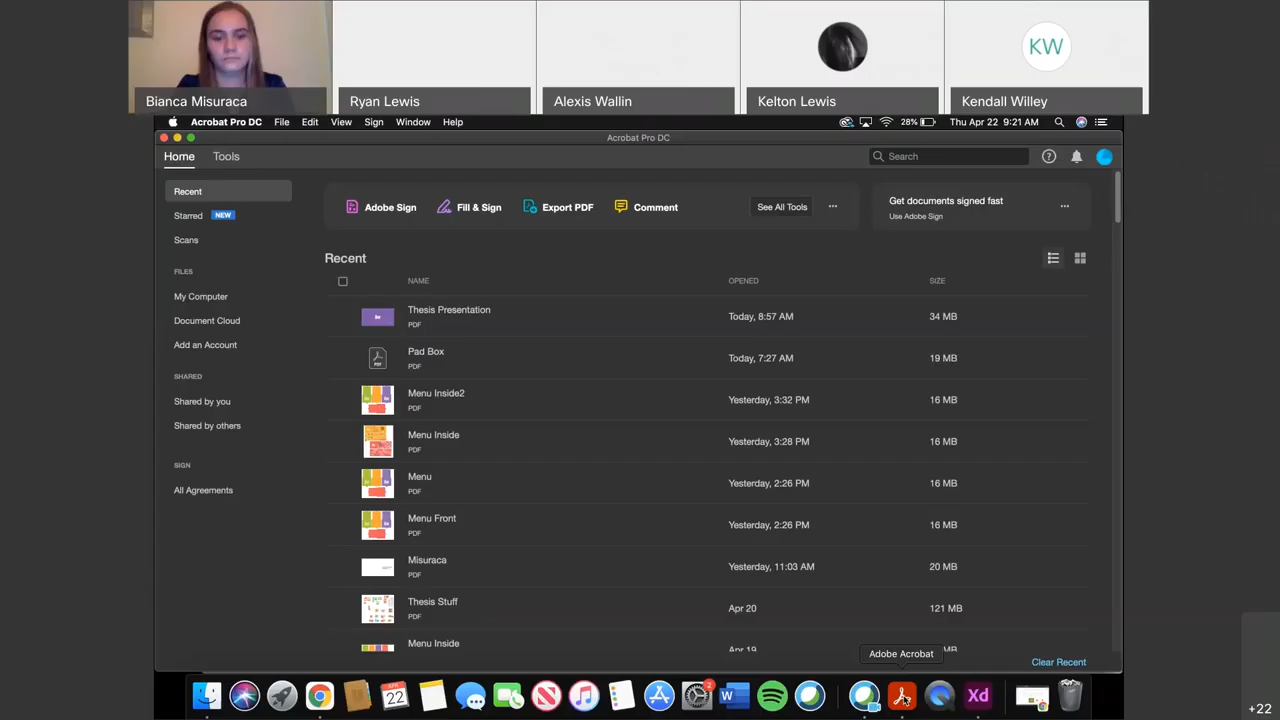 KW
Bianca Misuraca
Ryan Lewis
Alexis Wallin
Kelton Lewis
Kendall Willey
Acrobat Pro DC File Edit View Sign Window Help 28% Thu Apr 22 9:21 AM
Acrobat Pro DC
Home Tools Search
Recent
Starred NEW
Scans
FILES
My Computer
Document Cloud
Add an Account
SHARED
Shared by you
Shared by others
SIGN
All Agreements
Adobe Sign Fill & Sign Export PDF Comment See All Tools
Get documents signed fast
Use Adobe Sign
Recent
NAME OPENED SIZE
Thesis Presentation
PDF
Today, 8:57 AM 34 MB
Pad Box
PDF
Today, 7:27 AM 19 MB
Menu Inside2
PDF
Yesterday, 3:32 PM 16 MB
Menu Inside
PDF
Yesterday, 3:28 PM 16 MB
Menu
PDF
Yesterday, 2:26 PM 16 MB
Menu Front
PDF
Yesterday, 2:26 PM 16 MB
Misuraca
PDF
Yesterday, 11:03 AM 20 MB
Thesis Stuff
PDF
Apr 20 121 MB
Menu Inside
Apr 19 MB
Adobe Acrobat
Clear Recent
APR
22
2
W
Xd
+22